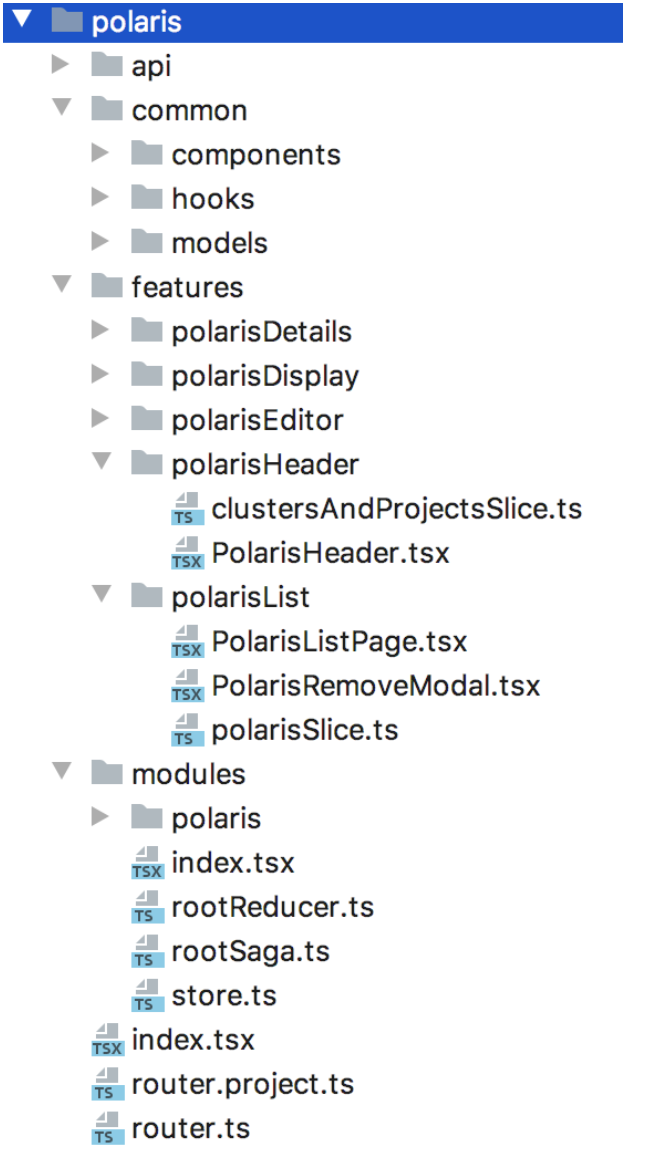 polaris
api
common
components
hooks
models
features
polarisDetails
polarisDisplay
polarisEditor
polarisHeader
TS clustersAndProjectsSlice.ts
TSX PolarisHeader.tsx
polarisList
TSX PolarisListPage.tsx
TSX PolarisRemoveModal.tsx
TS polarisSlice.ts
modules
polaris
TSX index.tsx
TS rootReducer.ts
TS rootSaga.ts
TS store.ts
TSX index.tsx
TS router.project.ts
TS router.ts